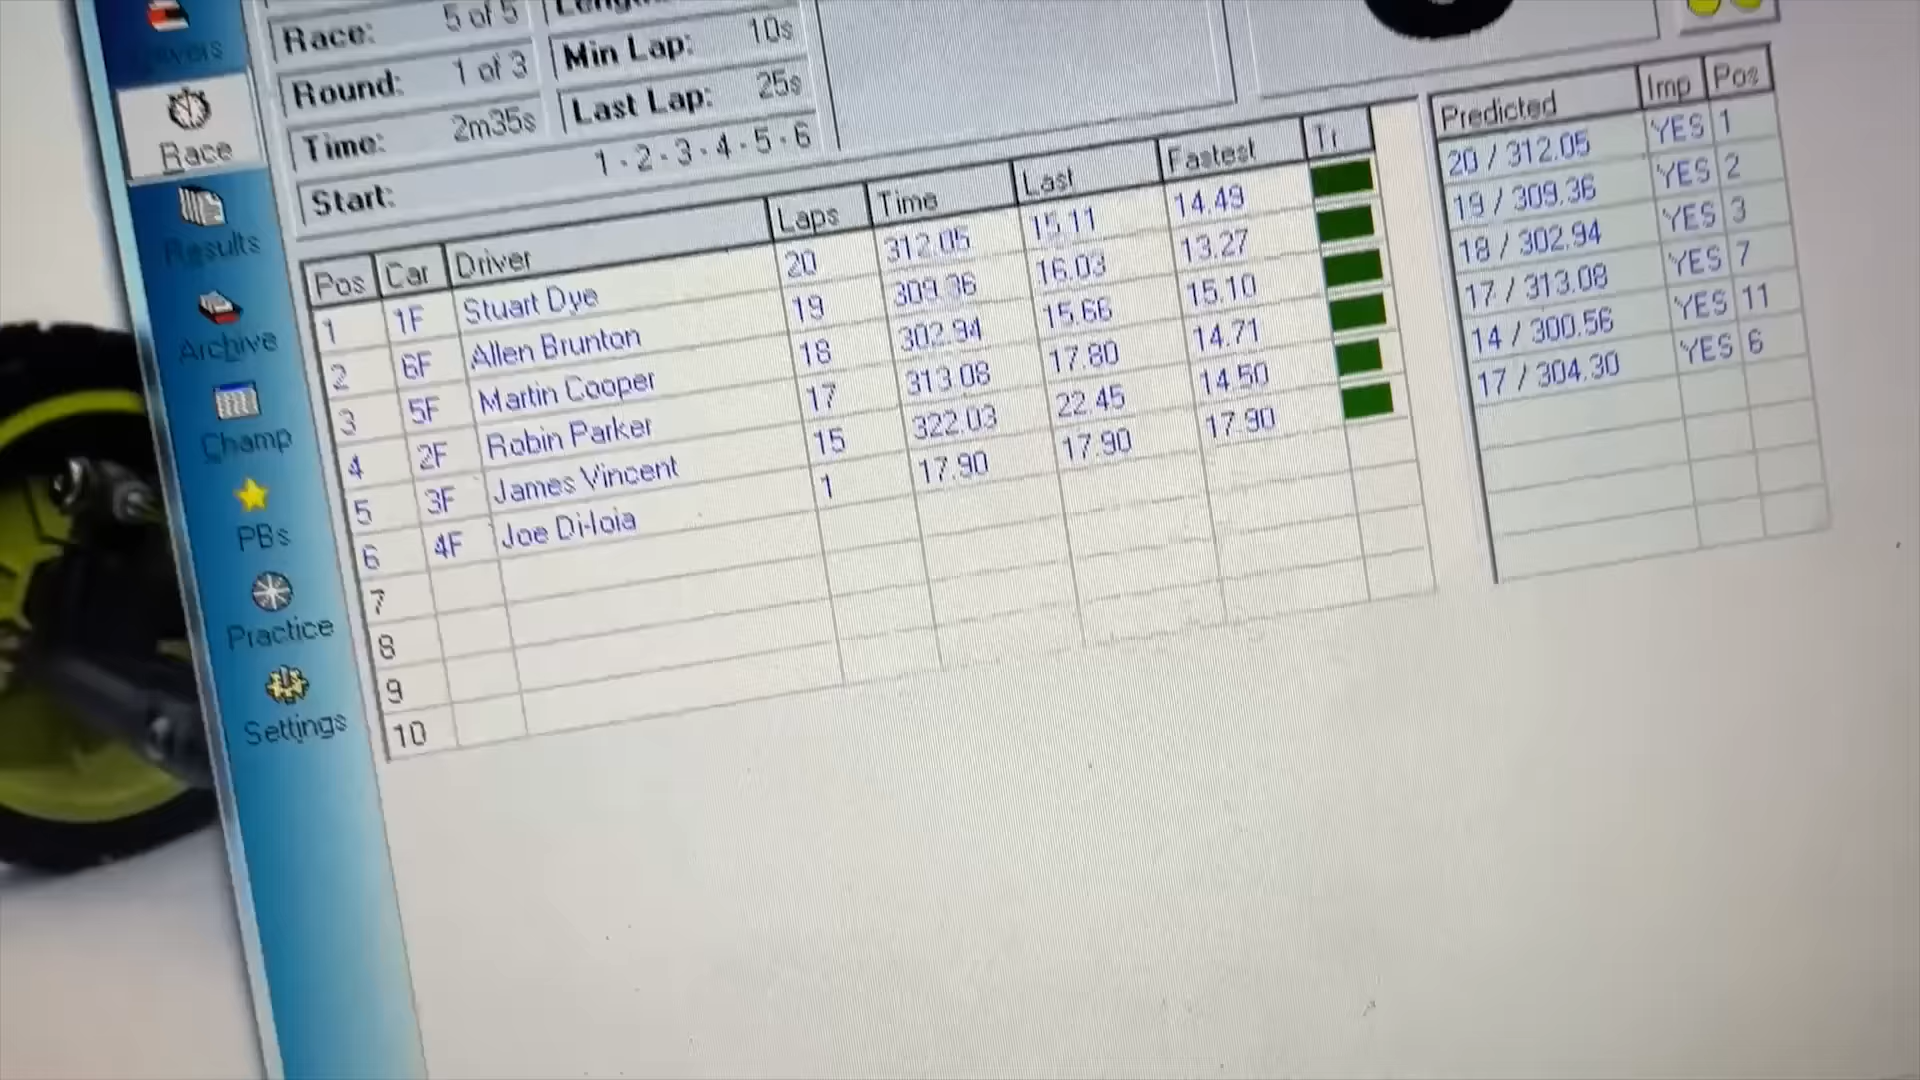 Race: 5 of 5
Round: 1 of 3
Time: 2m35s
Min Lap: 10s
Last Lap: 25s
Start: 1 - 2 - 3 - 4 - 5 - 6
Race
Results
Archive
Champ
PBs
Practice
Settings
Pos Car Driver Laps Time Last Fastest Tr
1 1F Stuart Dye 20 312.05 15.11 14.49
2 6F Allen Brunton 19 309.36 16.03 13.27
3 5F Martin Cooper 18 302.94 15.66 15.10
4 2F Robin Parker 17 313.08 17.80 14.71
5 3F James Vincent 15 322.03 22.45 14.50
6 4F Joe Di-Ioia 1 17.90 17.90 17.90
7
8
9
10
Predicted Imp Pos
20 / 312.05 YES 1
19 / 309.36 YES 2
18 / 302.94 YES 3
17 / 313.08 YES 7
14 / 300.56 YES 11
17 / 304.30 YES 6